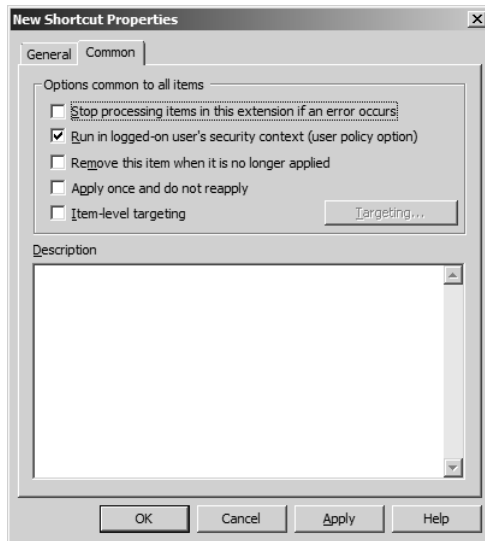 New Shortcut Properties
General Common
Options common to all items
Stop processing items in this extension if an error occurs
Run in logged-on user's security context (user policy option)
Remove this item when it is no longer applied
Apply once and do not reapply
Item-level targeting Targeting...
Description
OK Cancel Apply Help